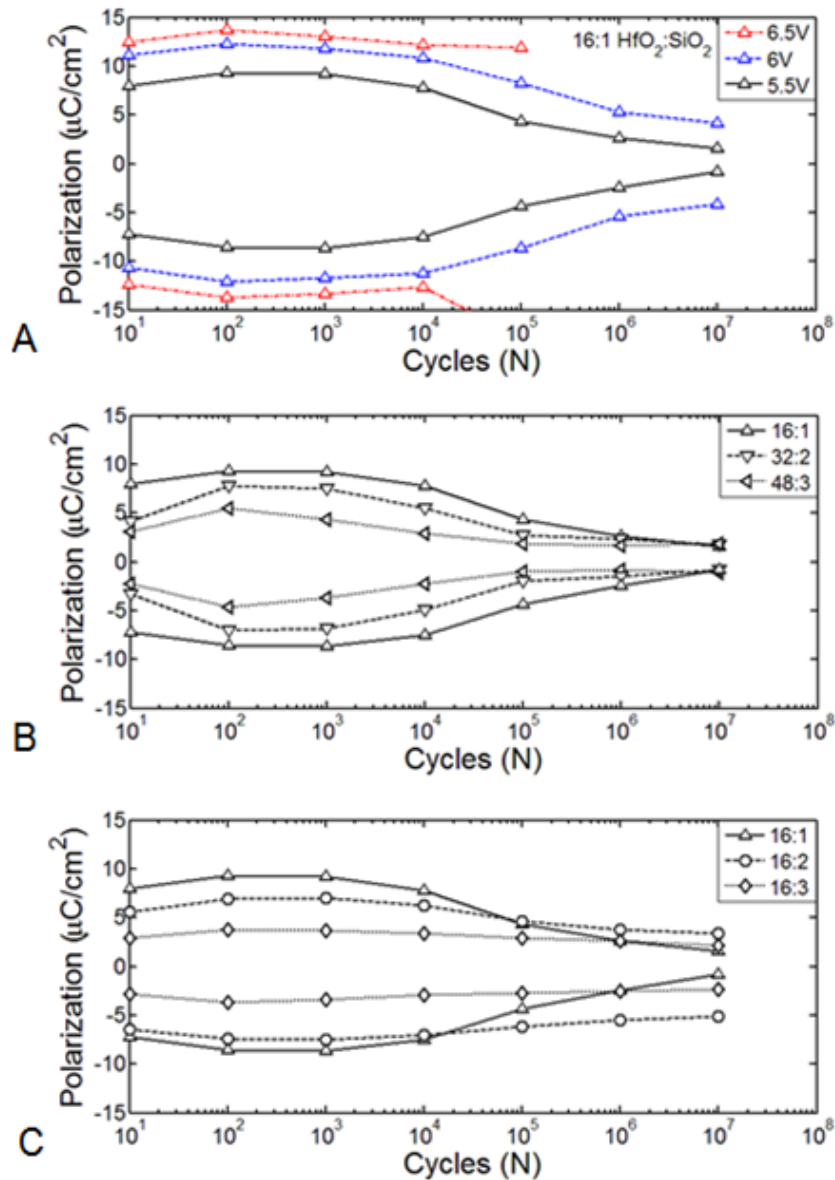 16:1 HfO₂:SiO₂
6.5V
6V
5.5V
15
10
5
0
-5
-10
-15
Polarization (μC/cm²)
10¹ 10² 10³ 10⁴ 10⁵ 10⁶ 10⁷ 10⁸
Cycles (N)
A
16:1
32:2
48:3
15
10
5
0
-5
-10
-15
Polarization (μC/cm²)
10¹ 10² 10³ 10⁴ 10⁵ 10⁶ 10⁷ 10⁸
Cycles (N)
B
16:1
16:2
16:3
15
10
5
0
-5
-10
-15
Polarization (μC/cm²)
10¹ 10² 10³ 10⁴ 10⁵ 10⁶ 10⁷ 10⁸
Cycles (N)
C